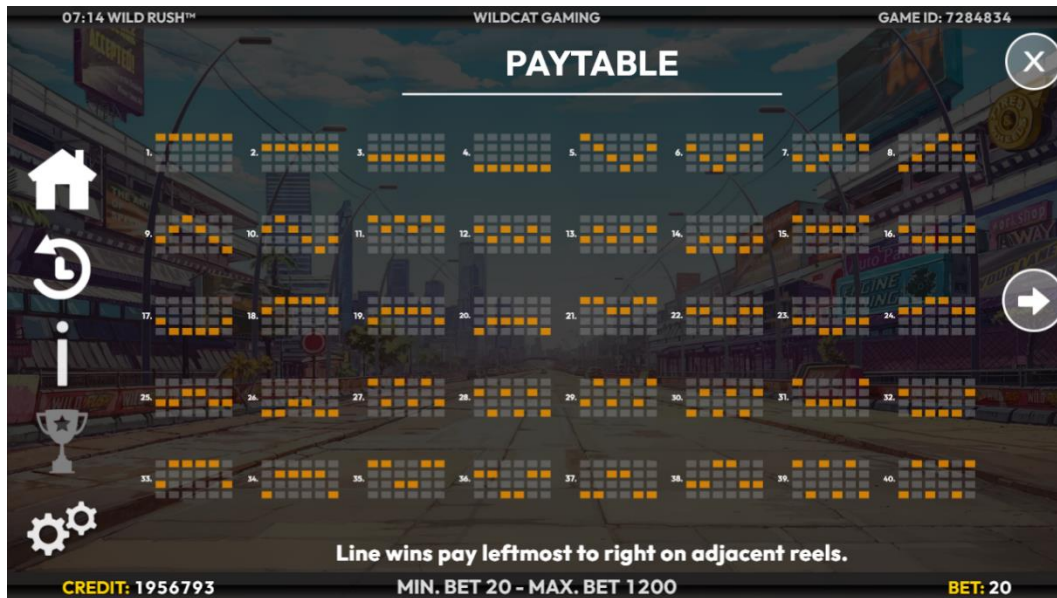 07:14 WILD RUSH™ WILDCAT GAMING GAME ID: 7284834
PAYTABLE
X
1. 2. 3. 4. 5. 6. 7. 8.
9. 10. 11. 12. 13. 14. 15. 16.
17. 18. 19. 20. 21. 22. 23. 24.
25. 26. 27. 28. 29. 30. 31. 32.
33. 34. 35. 36. 37. 38. 39. 40.
Line wins pay leftmost to right on adjacent reels.
CREDIT: 1956793 MIN. BET 20 - MAX. BET 1200 BET: 20